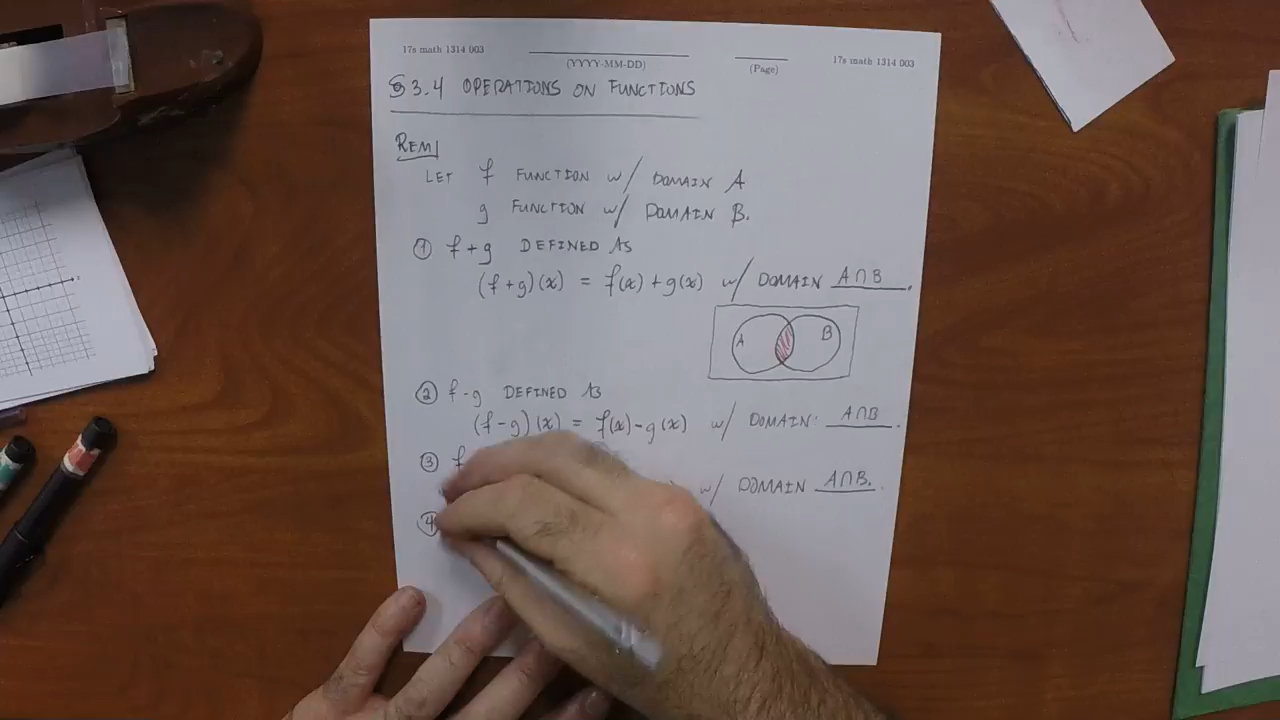 17s math 1314 003
(YYYY-MM-DD)
(Page)
17s math 1314 003
§3.4 OPERATIONS ON FUNCTIONS
REM
LET f FUNCTION w/ DOMAIN A
g FUNCTION w/ DOMAIN B.
① f+g DEFINED AS
(f+g)(x) = f(x)+g(x) w/ DOMAIN A∩B.
A B
② f-g DEFINED AS
(f-g)(x) = f(x)-g(x) w/ DOMAIN: A∩B.
③ f
w/ DOMAIN A∩B.
④